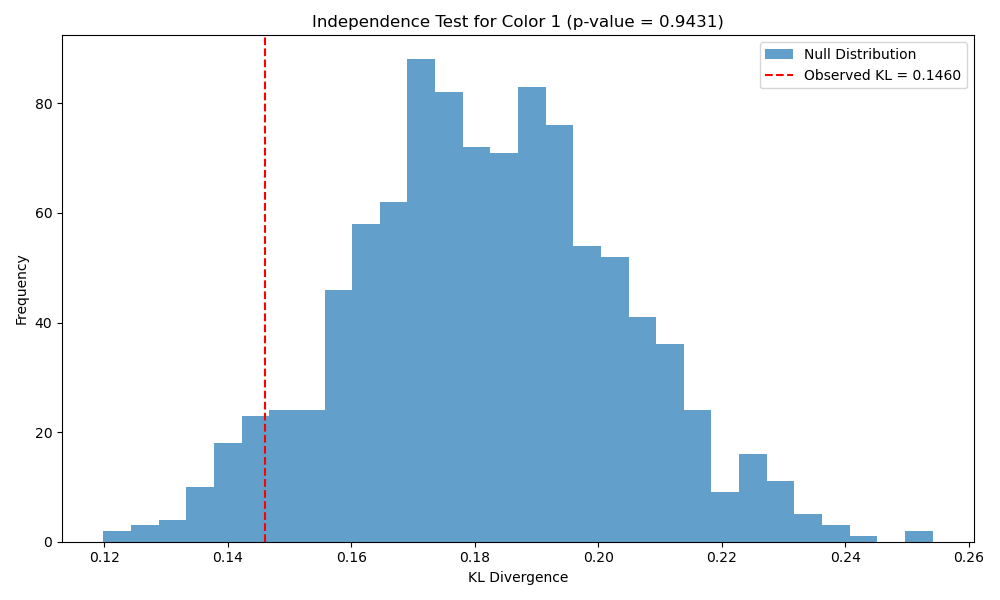 Independence Test for Color 1 (p-value = 0.9431)
Null Distribution
Observed KL = 0.1460
Frequency
80
60
40
20
0
0.12 0.14 0.16 0.18 0.20 0.22 0.24 0.26
KL Divergence